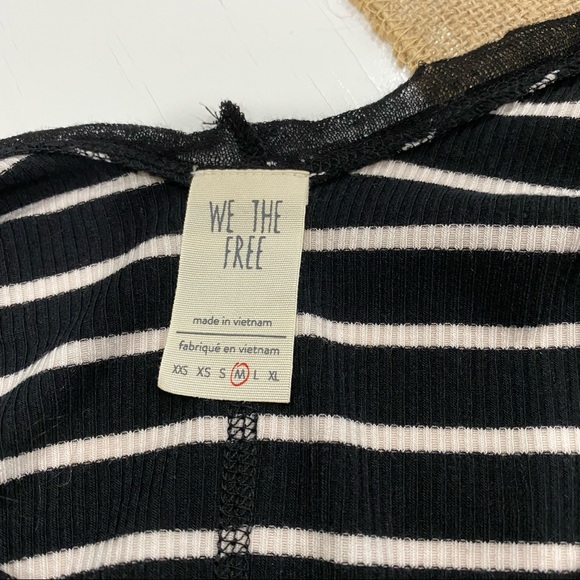 WE THE
FREE
made in vietnam
fabriqué en vietnam
XXS XS S M L XL